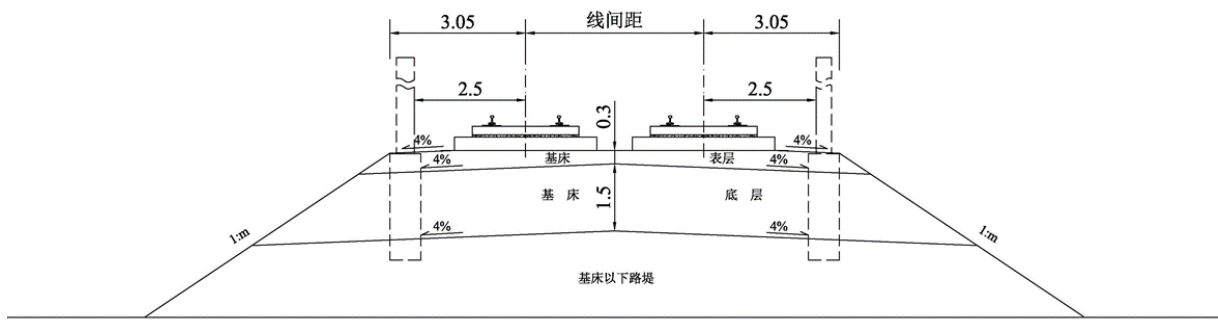 3.05 线间距 3.05
2.5 0.3 2.5
4% 4%
4% 基床 表层 4%
基 床 1.5 底 层
1:m 4% 4% 1:m
基床以下路堤